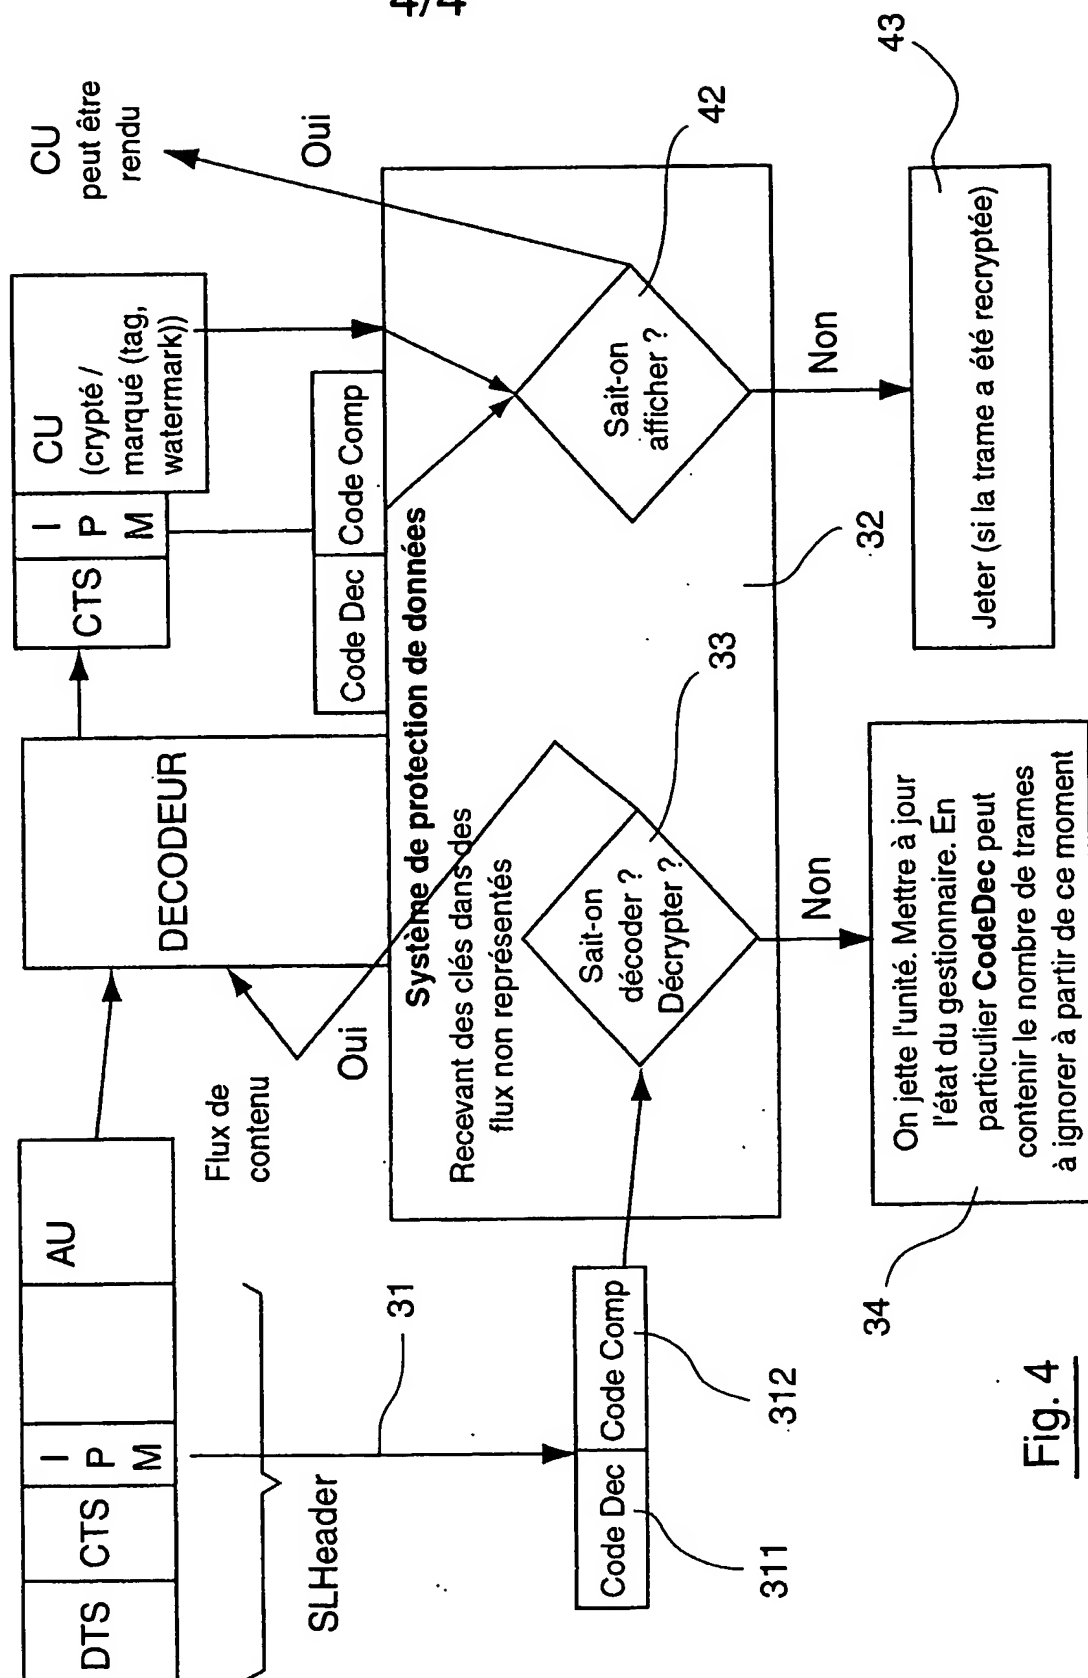 4/4
DTS
CTS
I
P
M
AU
SLHeader
31
Flux de
contenu
DECODEUR
CTS
I
P
M
CU
(crypté /
marqué (tag,
watermark))
CU
peut être
rendu
Oui
Oui
Code Dec
Code Comp
311
312
Code Dec
Code Comp
Système de protection de données
Recevant des clés dans des
flux non représentés
Sait-on
décoder ?
Décrypter ?
33
32
Sait-on
afficher ?
42
Non
Non
On jette l'unité. Mettre à jour
l'état du gestionnaire. En
particulier CodeDec peut
contenir le nombre de trames
à ignorer à partir de ce moment
34
Jeter (si la trame a été recryptée)
43
Fig. 4